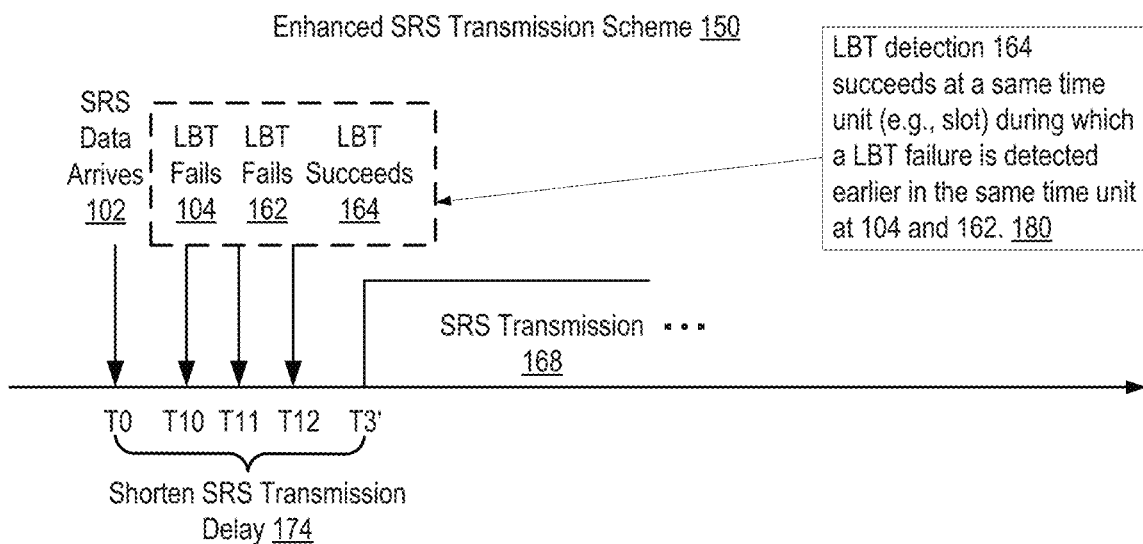 Enhanced SRS Transmission Scheme 150
LBT detection 164
succeeds at a same time
unit (e.g., slot) during which
a LBT failure is detected
earlier in the same time unit
at 104 and 162. 180
SRS
Data
Arrives
102
LBT
Fails
104
LBT
Fails
162
LBT
Succeeds
164
SRS Transmission ...
168
T0 T10 T11 T12 T3'
Shorten SRS Transmission
Delay 174